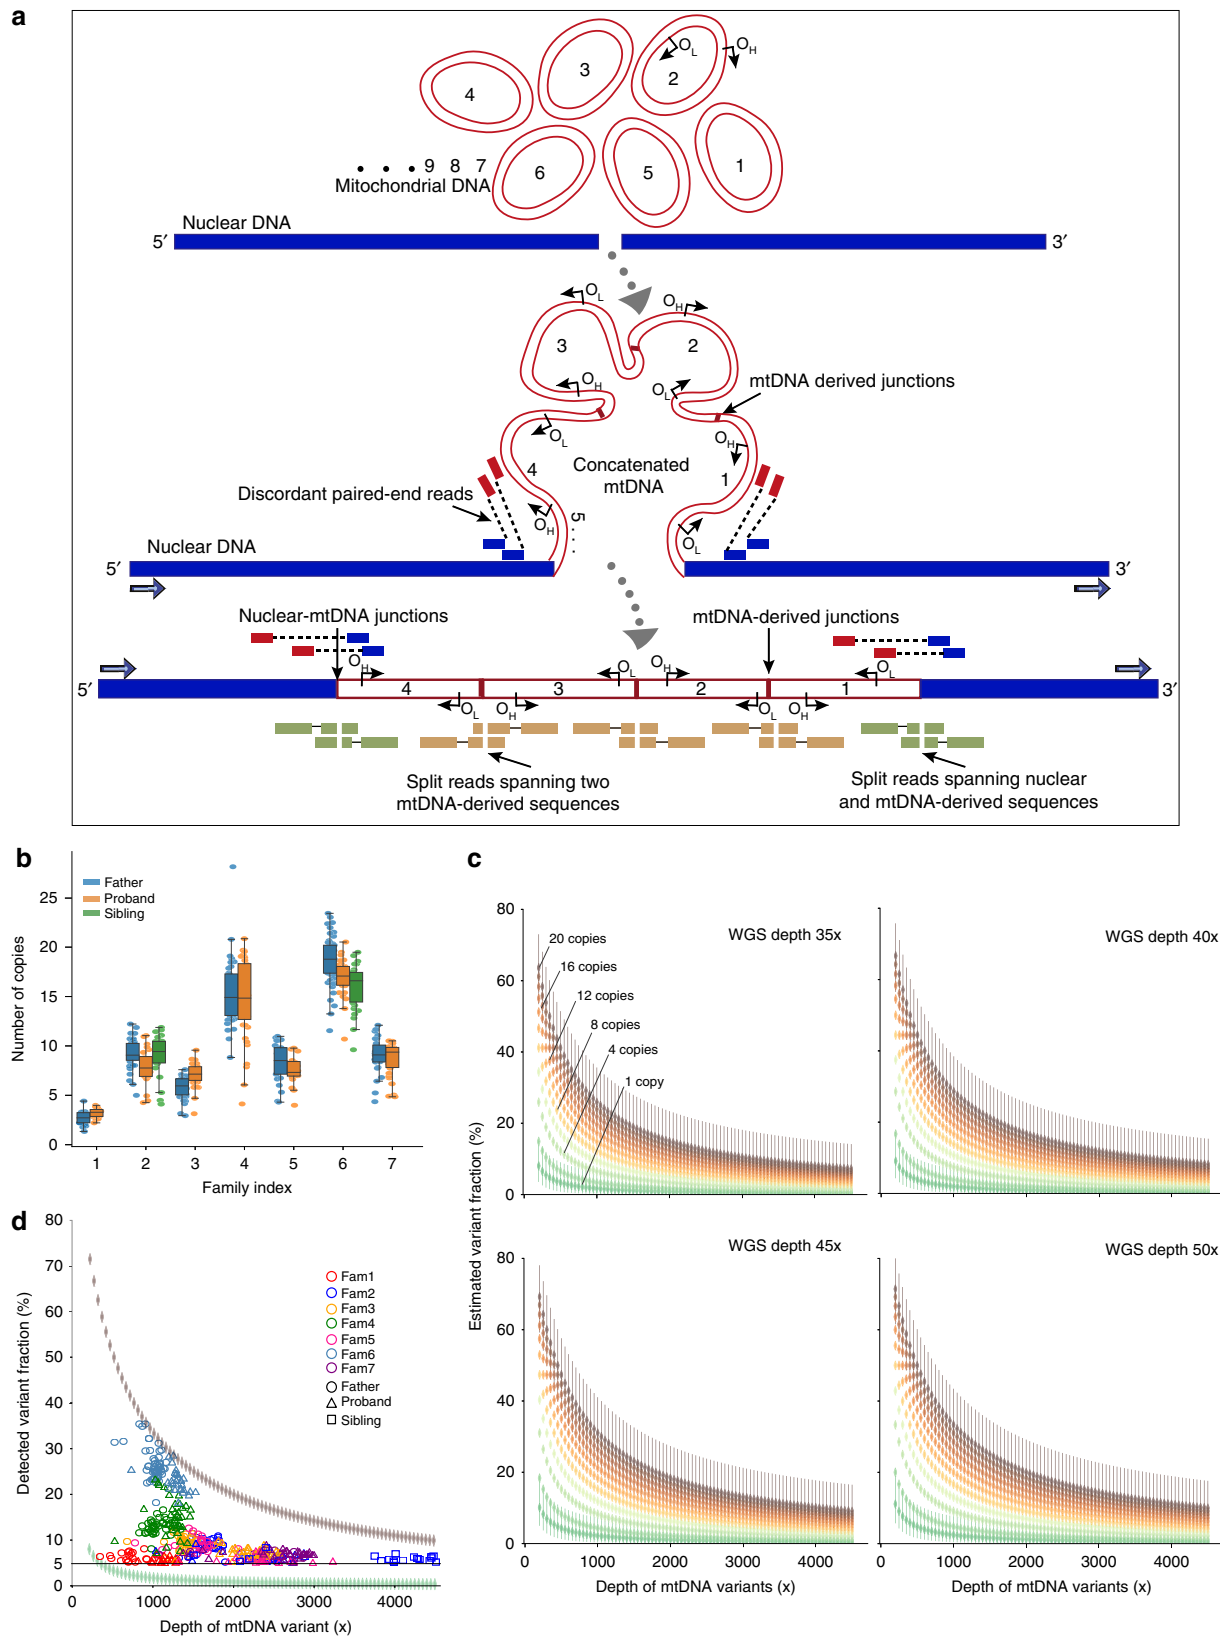 a
4
3
2
O_L
O_H
9 8 7
6
5
1
Mitochondrial DNA
Nuclear DNA
5′
3′
O_L
O_H
3
2
O_H
O_L
mtDNA derived junctions
O_L
O_H
4
Concatenated
mtDNA
1
Discordant paired-end reads
O_H
5
O_L
Nuclear DNA
5′
3′
Nuclear-mtDNA junctions
mtDNA-derived junctions
O_H
O_L
O_H
O_L
5′
4
3
2
1
3′
O_L
O_H
O_L
O_H
Split reads spanning two
mtDNA-derived sequences
Split reads spanning nuclear
and mtDNA-derived sequences
b
Father
Proband
Sibling
Number of copies
25
20
15
10
5
0
1 2 3 4 5 6 7
Family index
c
Estimated variant fraction (%)
80
60
40
20
0
WGS depth 35x
20 copies
16 copies
12 copies
8 copies
4 copies
1 copy
WGS depth 40x
0 1000 2000 3000 4000
WGS depth 45x
80
60
40
20
0
0 1000 2000 3000 4000
Depth of mtDNA variants (x)
WGS depth 50x
0 1000 2000 3000 4000
Depth of mtDNA variants (x)
d
Detected variant fraction (%)
80
70
60
50
40
30
20
10
5
0
Fam1
Fam2
Fam3
Fam4
Fam5
Fam6
Fam7
Father
Proband
Sibling
0 1000 2000 3000 4000
Depth of mtDNA variant (x)